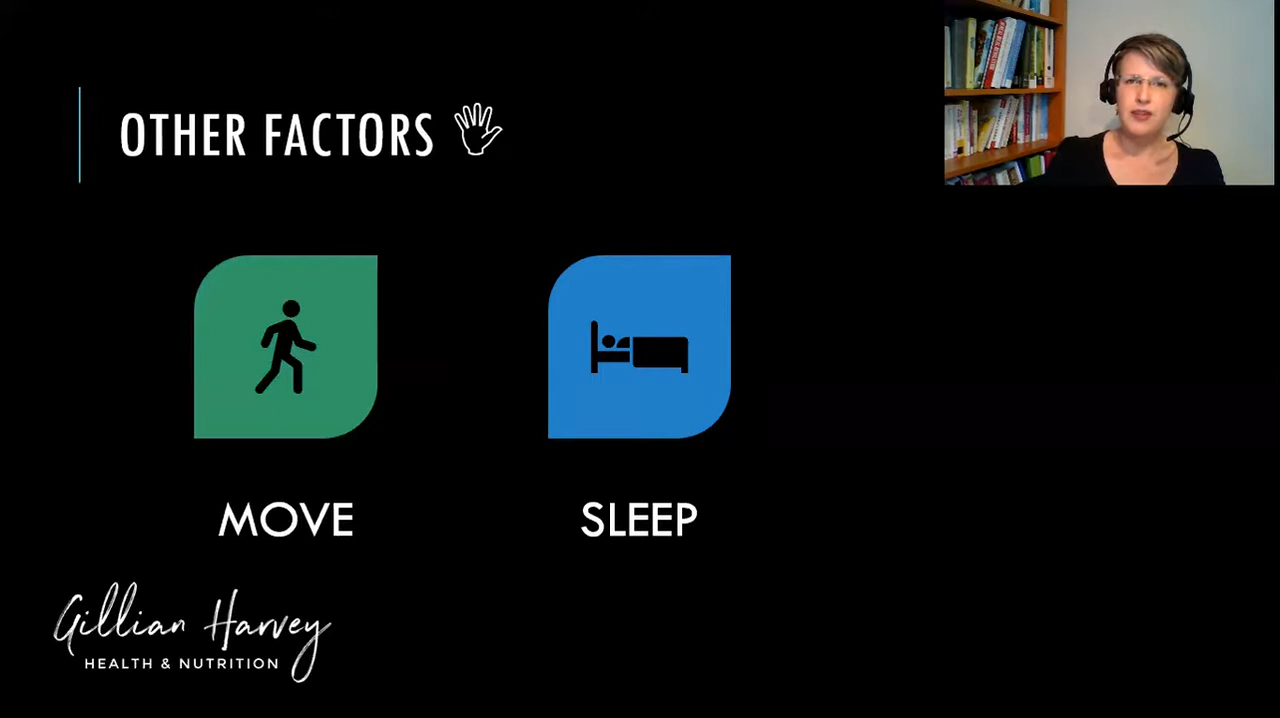 OTHER FACTORS
MOVE
SLEEP
Gillian Harvey
HEALTH & NUTRITION